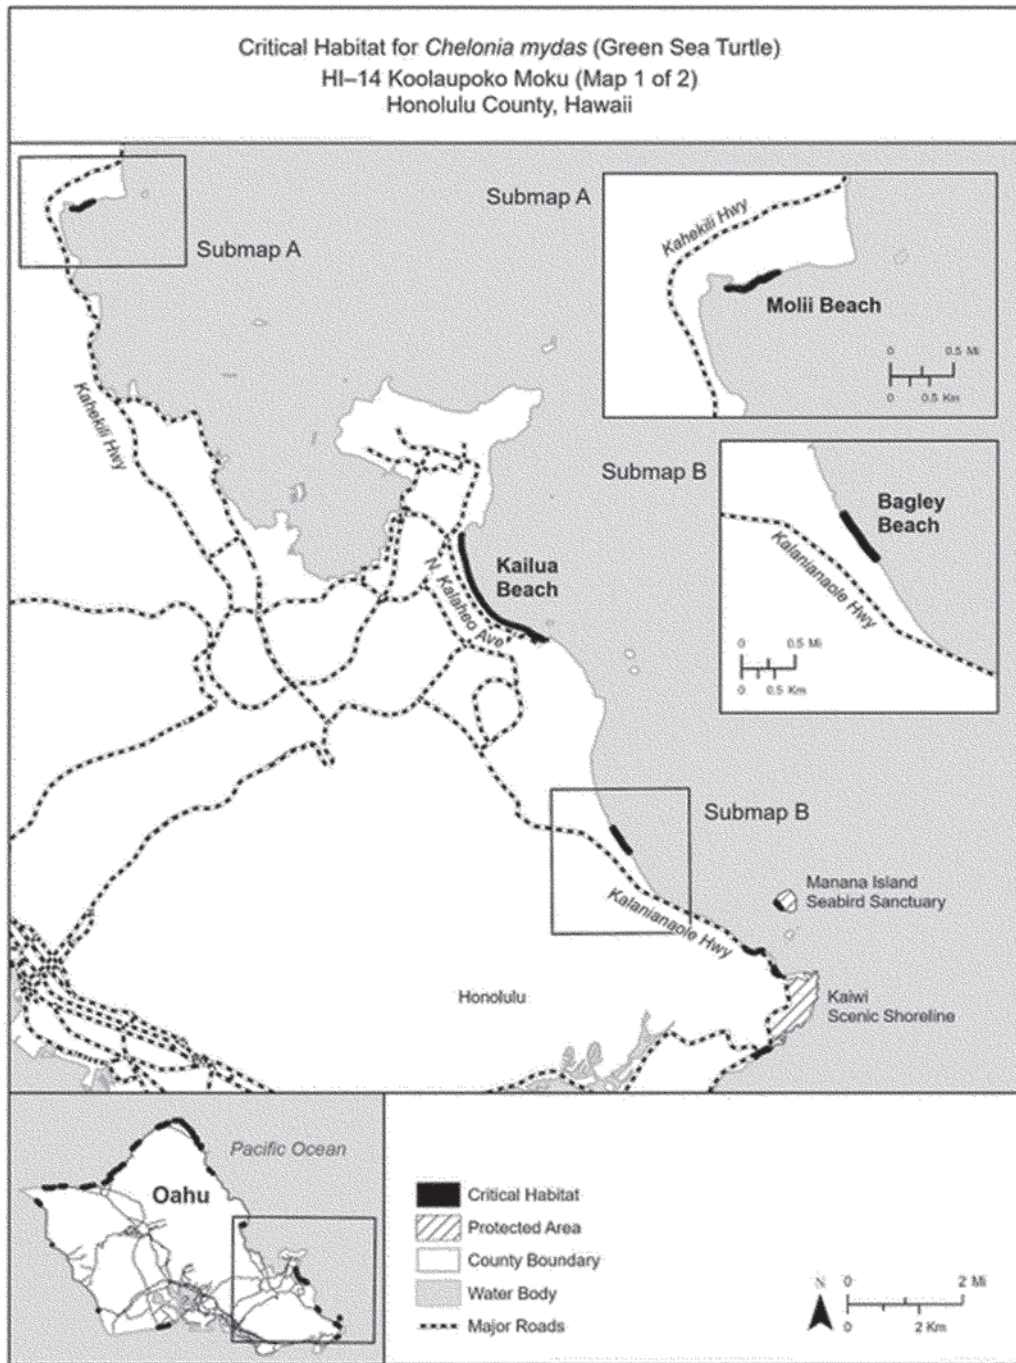 Critical Habitat for Chelonia mydas (Green Sea Turtle)
HI–14 Koolaupoko Moku (Map 1 of 2)
Honolulu County, Hawaii
Submap A
Submap A
Kahekili Hwy
Molii Beach
0 0.5 Mi
0 0.5 Km
Kahekili Hwy
Submap B
Bagley
Beach
Kalanianaole Hwy
0 0.5 Mi
0 0.5 Km
Kailua
Beach
N. Kalaheo Ave
Submap B
Manana Island
Seabird Sanctuary
Kalanianaole Hwy
Honolulu
Kaiwi
Scenic Shoreline
Pacific Ocean
Oahu
Critical Habitat
Protected Area
County Boundary
Water Body
Major Roads
N
0 2 Mi
0 2 Km